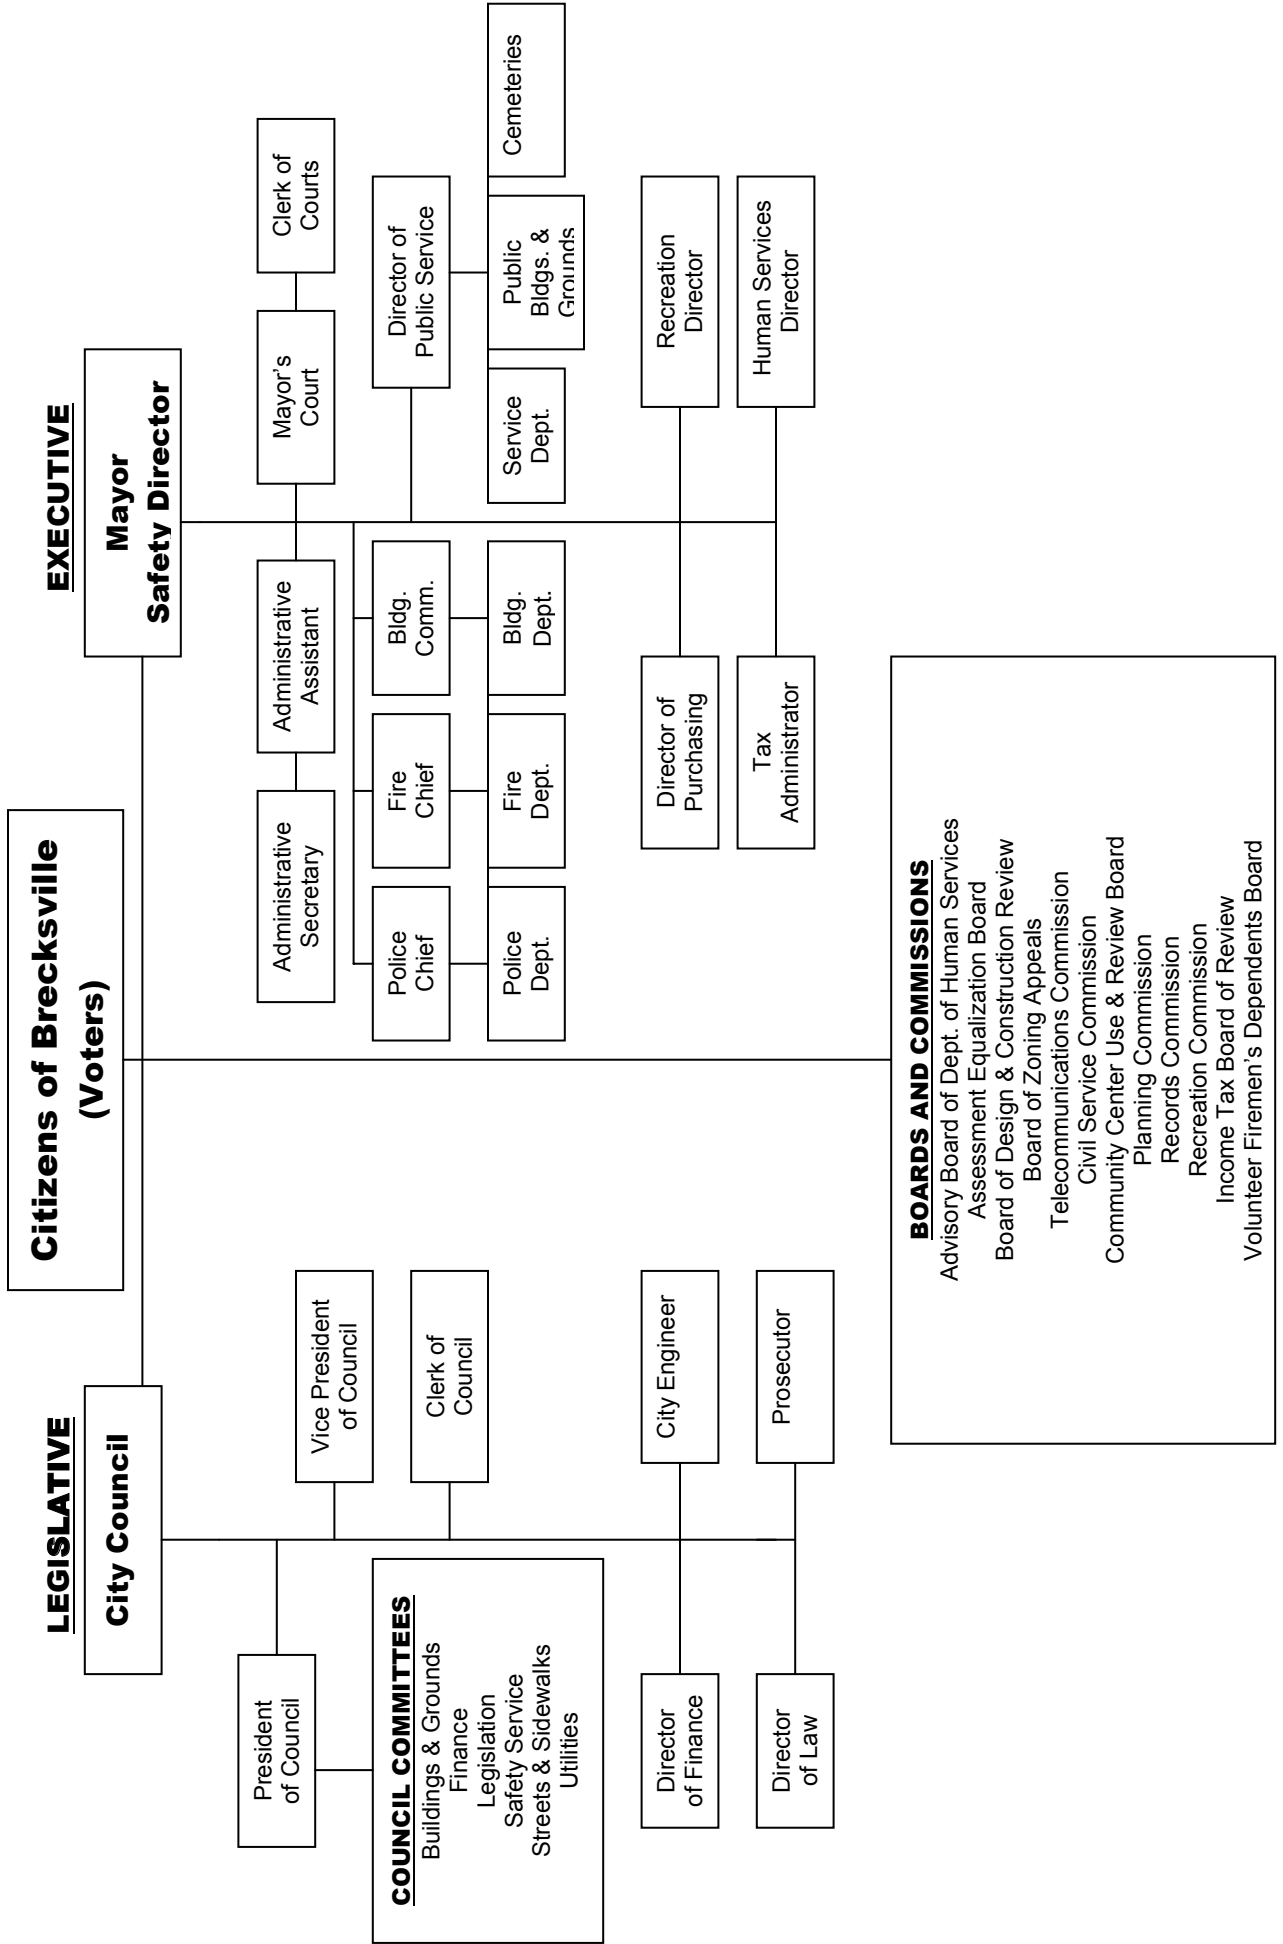 Citizens of Brecksville
(Voters)
LEGISLATIVE
City Council
President
of Council
Vice President
of Council
Clerk of
Council
COUNCIL COMMITTEES
Buildings & Grounds
Finance
Legislation
Safety Service
Streets & Sidewalks
Utilities
Director
of Finance
City Engineer
Director
of Law
Prosecutor
EXECUTIVE
Mayor
Safety Director
Administrative
Secretary
Administrative
Assistant
Mayor’s
Court
Clerk of
Courts
Police
Chief
Fire
Chief
Bldg.
Comm.
Director of
Public Service
Police
Dept.
Fire
Dept.
Bldg.
Dept.
Service
Dept.
Public
Bldgs. &
Grounds
Cemeteries
Director of
Purchasing
Recreation
Director
Tax
Administrator
Human Services
Director
BOARDS AND COMMISSIONS
Advisory Board of Dept. of Human Services
Assessment Equalization Board
Board of Design & Construction Review
Board of Zoning Appeals
Telecommunications Commission
Civil Service Commission
Community Center Use & Review Board
Planning Commission
Records Commission
Recreation Commission
Income Tax Board of Review
Volunteer Firemen’s Dependents Board